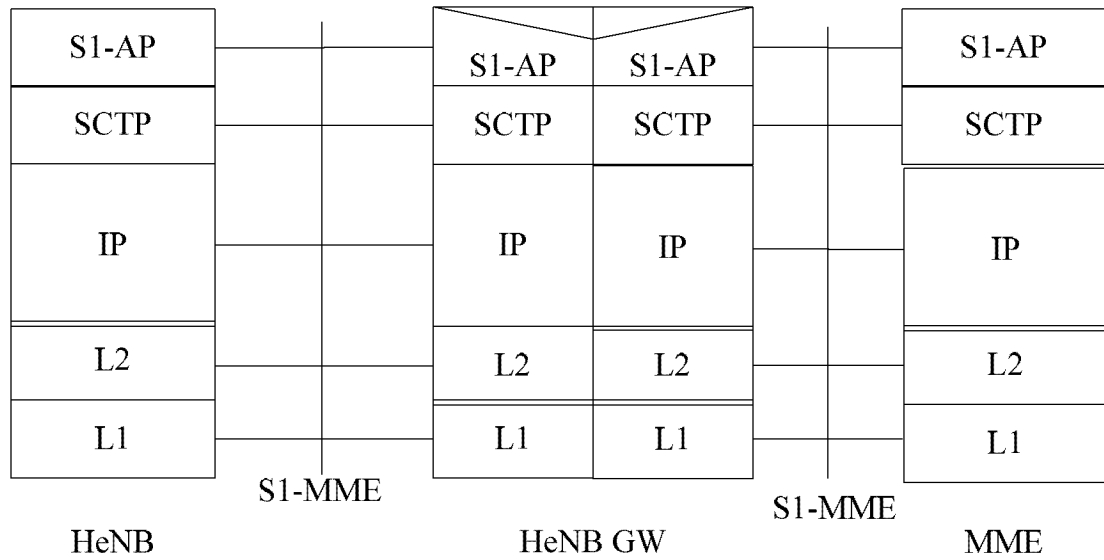 S1-AP S1-AP S1-AP S1-AP
SCTP SCTP SCTP SCTP
IP IP IP IP
L2 L2 L2 L2
L1 L1 L1 L1
S1-MME S1-MME
HeNB HeNB GW MME